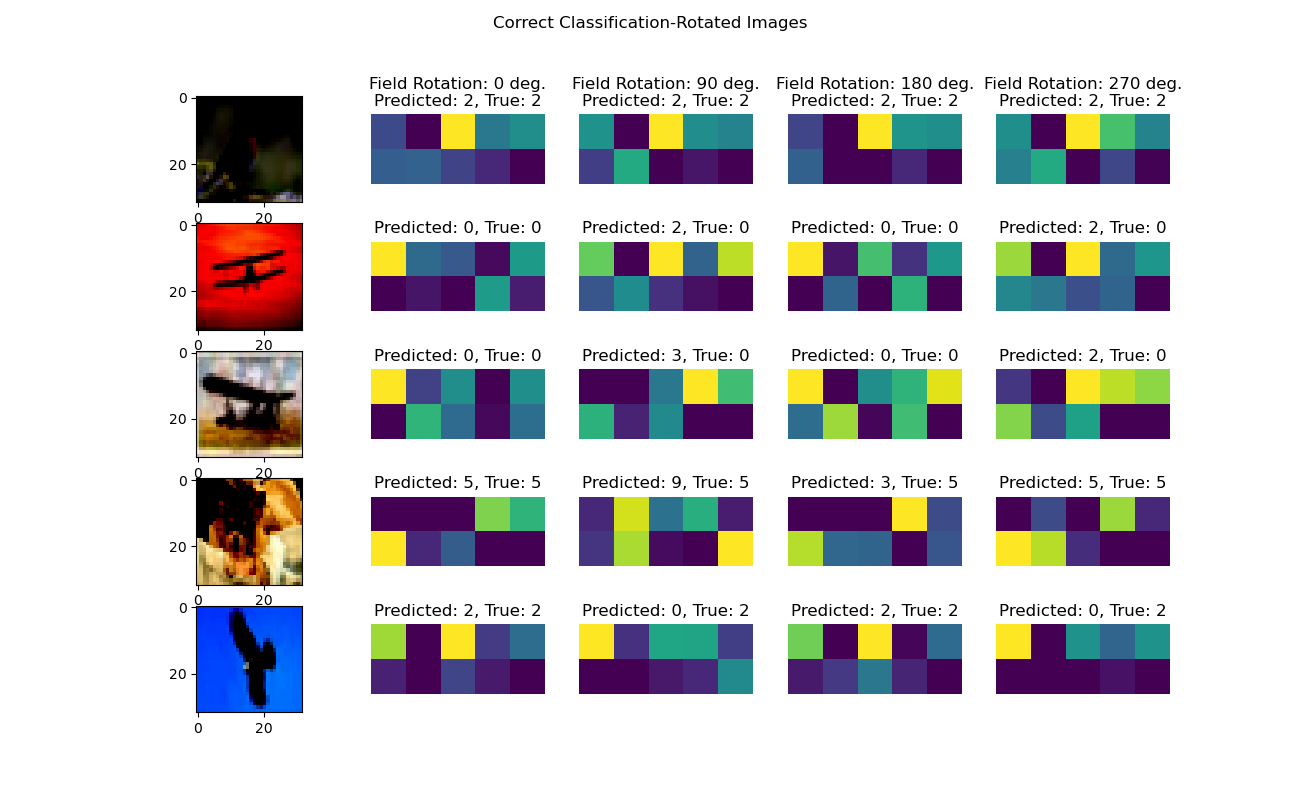 Correct Classification-Rotated Images
Field Rotation: 0 deg.
Predicted: 2, True: 2
Field Rotation: 90 deg.
Predicted: 2, True: 2
Field Rotation: 180 deg.
Predicted: 2, True: 2
Field Rotation: 270 deg.
Predicted: 2, True: 2
0
20
0 20
Predicted: 0, True: 0
Predicted: 2, True: 0
Predicted: 0, True: 0
Predicted: 2, True: 0
0
20
0 20
Predicted: 0, True: 0
Predicted: 3, True: 0
Predicted: 0, True: 0
Predicted: 2, True: 0
0
20
0 20
Predicted: 5, True: 5
Predicted: 9, True: 5
Predicted: 3, True: 5
Predicted: 5, True: 5
0
20
0 20
Predicted: 2, True: 2
Predicted: 0, True: 2
Predicted: 2, True: 2
Predicted: 0, True: 2
0
20
0 20